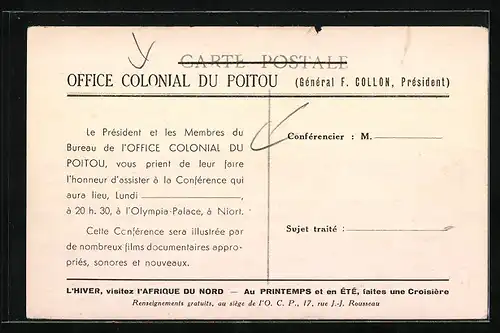 CARTE POSTALE
OFFICE COLONIAL DU POITOU (Général F. COLLON, Président)
Le Président et les Membres du
Bureau de l'OFFICE COLONIAL DU
POITOU, vous prient de leur faire
l'honneur d'assister à la Conférence qui
aura lieu, Lundi
à 20 h. 30, à l'Olympia-Palace, à Niort.
Cette Conférence sera illustrée par
de nombreux films documentaires appro-
priés, sonores et nouveaux.
Conférencier : M.
Sujet traité :
L'HIVER, visitez l'AFRIQUE DU NORD — Au PRINTEMPS et en ÉTÉ, faites une Croisière
Renseignements gratuits, au siège de l'O. C. P., 17, rue J.-J. Rousseau